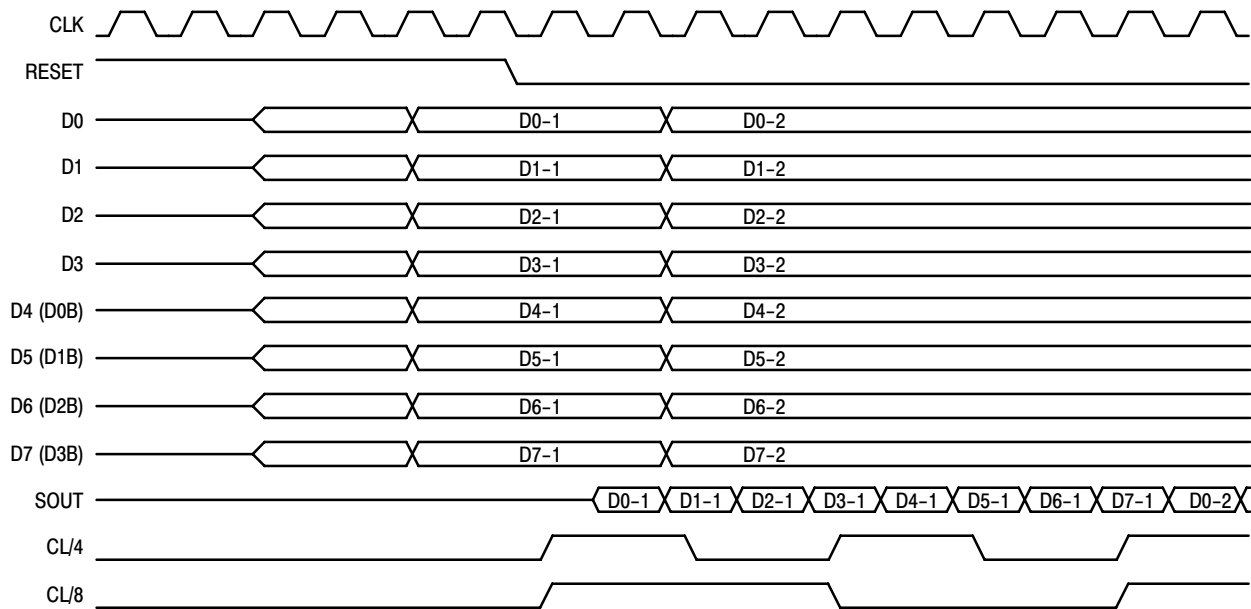 CLK
RESET
D0 D0-1 D0-2
D1 D1-1 D1-2
D2 D2-1 D2-2
D3 D3-1 D3-2
D4 (D0B) D4-1 D4-2
D5 (D1B) D5-1 D5-2
D6 (D2B) D6-1 D6-2
D7 (D3B) D7-1 D7-2
SOUT D0-1 D1-1 D2-1 D3-1 D4-1 D5-1 D6-1 D7-1 D0-2
CL/4
CL/8